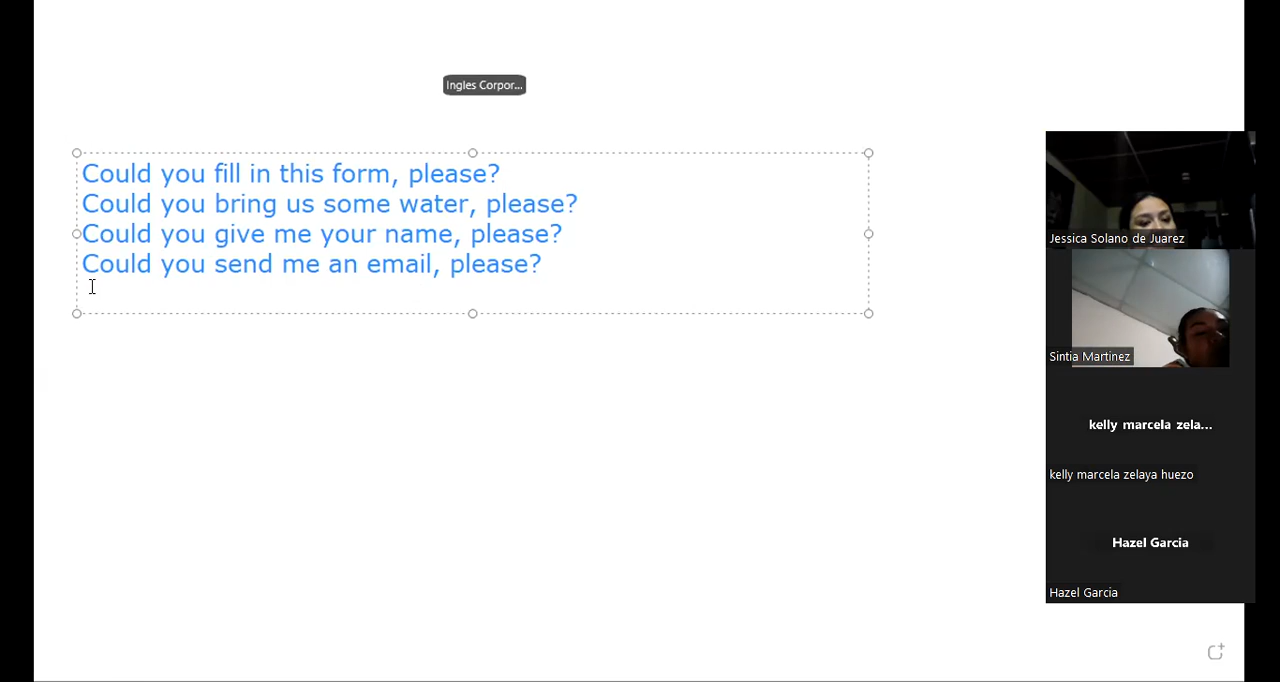 Ingles Corpor...
Could you fill in this form, please?
Could you bring us some water, please?
Could you give me your name, please?
Could you send me an email, please?
Jessica Solano de Juarez
Sintia Martinez
kelly marcela zela...
kelly marcela zelaya huezo
Hazel Garcia
Hazel Garcia